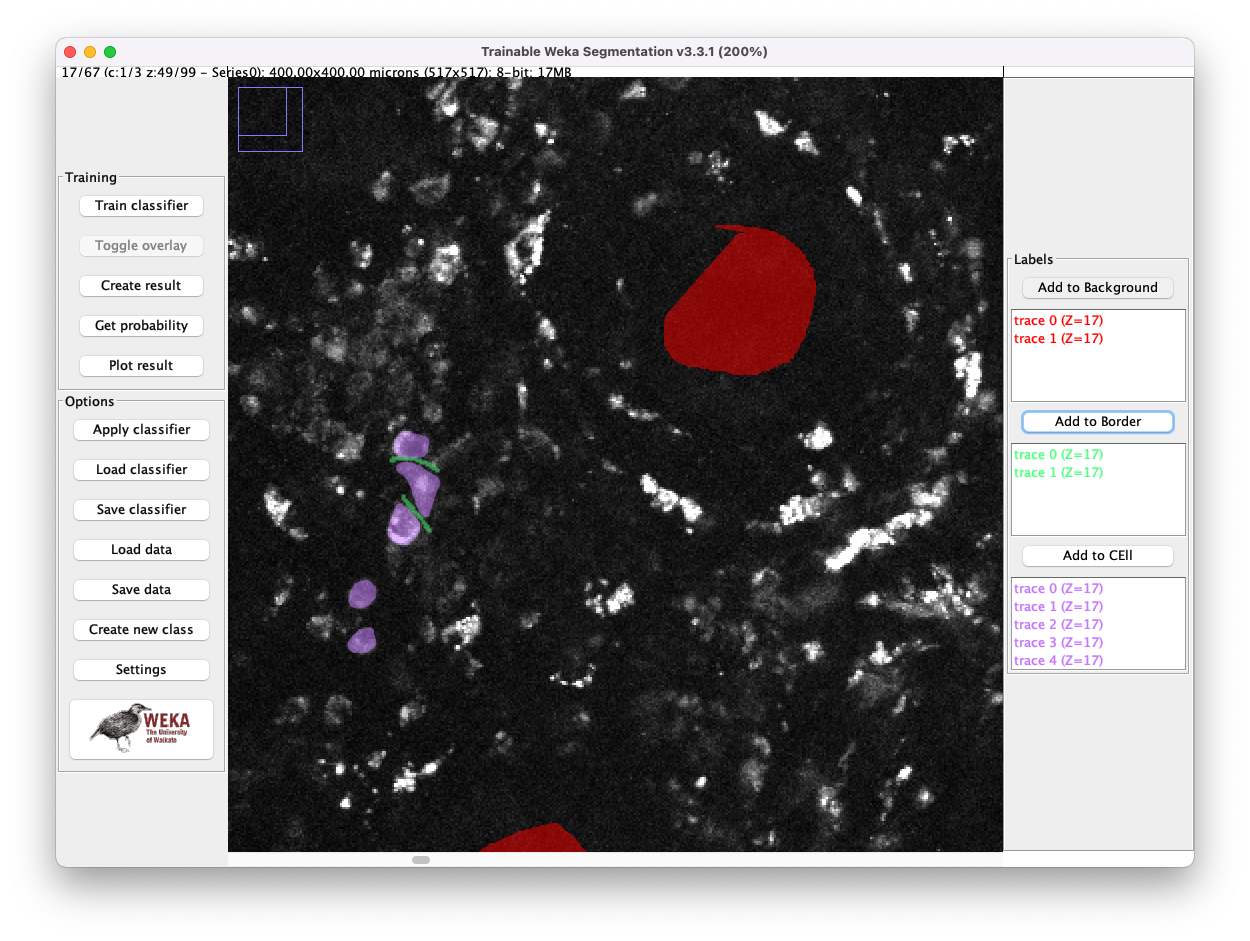 Trainable Weka Segmentation v3.3.1 (200%)
17/67 (c:1/3 z:49/99 - Series0): 400.00x400.00 microns (517x517); 8-bit; 17MB
Training
Train classifier
Toggle overlay
Create result
Get probability
Plot result
Options
Apply classifier
Load classifier
Save classifier
Load data
Save data
Create new class
Settings
WEKA
The University
of Waikato
Labels
Add to Background
trace 0 (Z=17)
trace 1 (Z=17)
Add to Border
trace 0 (Z=17)
trace 1 (Z=17)
Add to CEll
trace 0 (Z=17)
trace 1 (Z=17)
trace 2 (Z=17)
trace 3 (Z=17)
trace 4 (Z=17)